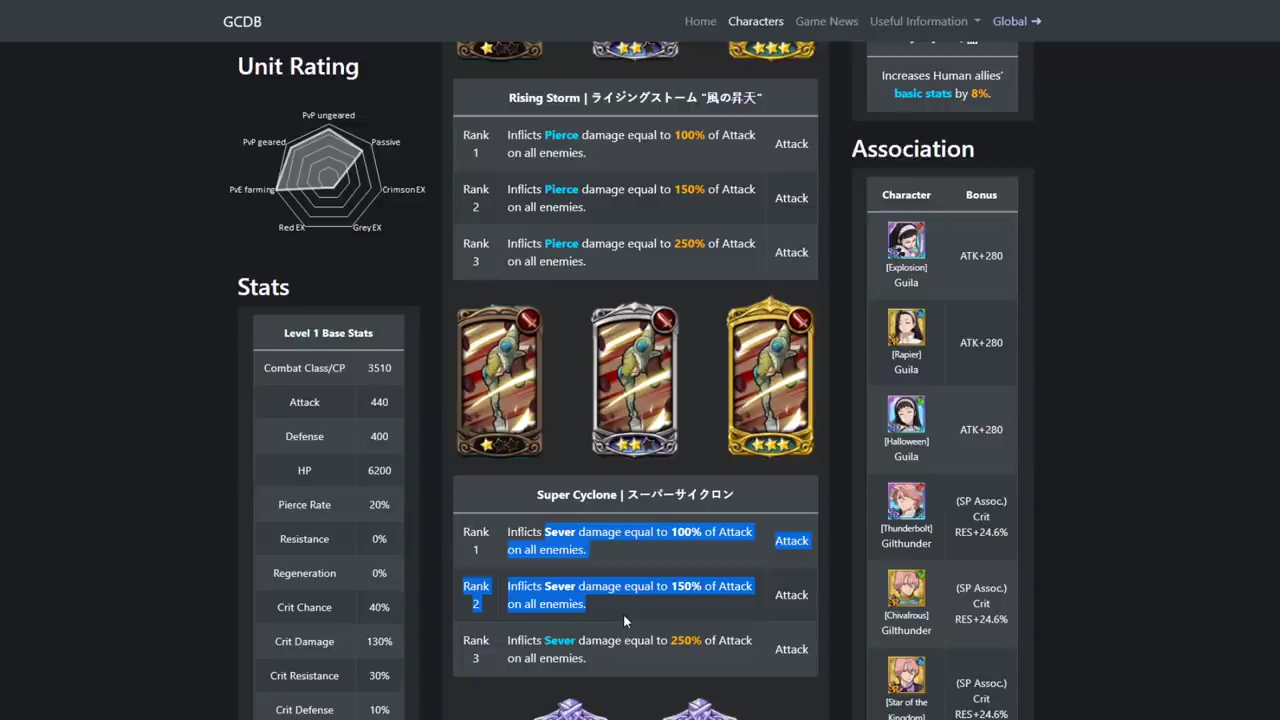 GCDB
Home
Characters
Game News
Useful Information
Global ➔
Unit Rating
PvP ungeared
PvP geared
Passive
PvE farming
Crimson EX
Red EX
Grey EX
Stats
Level 1 Base Stats
Combat Class/CP 3510
Attack 440
Defense 400
HP 6200
Pierce Rate 20%
Resistance 0%
Regeneration 0%
Crit Chance 40%
Crit Damage 130%
Crit Resistance 30%
Crit Defense 10%
Rising Storm | ライジングストーム “風の昇天”
Rank
1
Inflicts Pierce damage equal to 100% of Attack
on all enemies.
Attack
Rank
2
Inflicts Pierce damage equal to 150% of Attack
on all enemies.
Attack
Rank
3
Inflicts Pierce damage equal to 250% of Attack
on all enemies.
Attack
Super Cyclone | スーパーサイクロン
Rank
1
Inflicts Sever damage equal to 100% of Attack
on all enemies.
Attack
Rank
2
Inflicts Sever damage equal to 150% of Attack
on all enemies.
Attack
Rank
3
Inflicts Sever damage equal to 250% of Attack
on all enemies.
Attack
Increases Human allies’
basic stats by 8%.
Association
Character Bonus
[Explosion]
Guila
ATK+280
[Rapier]
Guila
ATK+280
[Halloween]
Guila
ATK+280
[Thunderbolt]
Gilthunder
(SP Assoc.)
Crit
RES+24.6%
[Chivalrous]
Gilthunder
(SP Assoc.)
Crit
RES+24.6%
[Star of the
Kingdom]
(SP Assoc.)
Crit
RES+24.6%